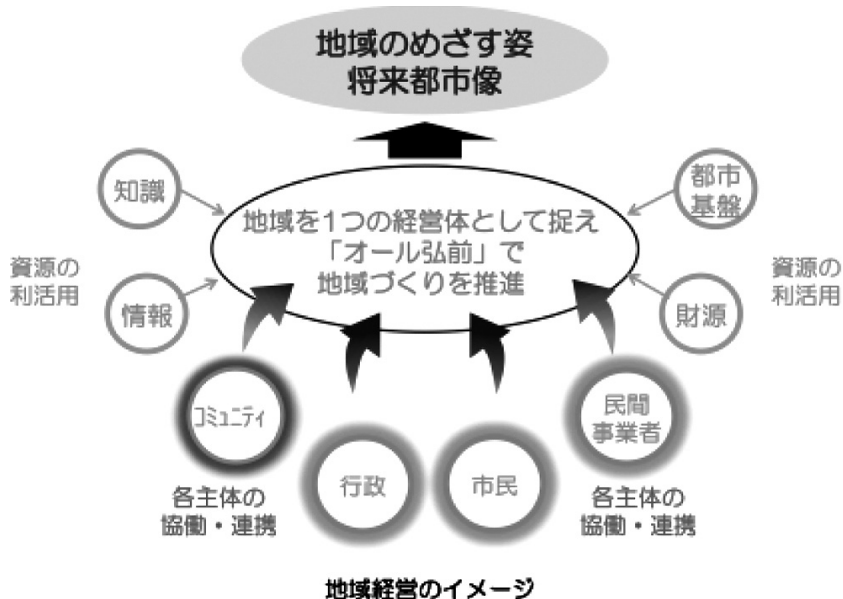 地域のめざす姿
将来都市像
知識
都市
基盤
地域を1つの経営体として捉え
「オール弘前」で
地域づくりを推進
資源の
利活用
情報
財源
資源の
利活用
コミュニティ
行政
市民
民間
事業者
各主体の
協働・連携
各主体の
協働・連携
地域経営のイメージ